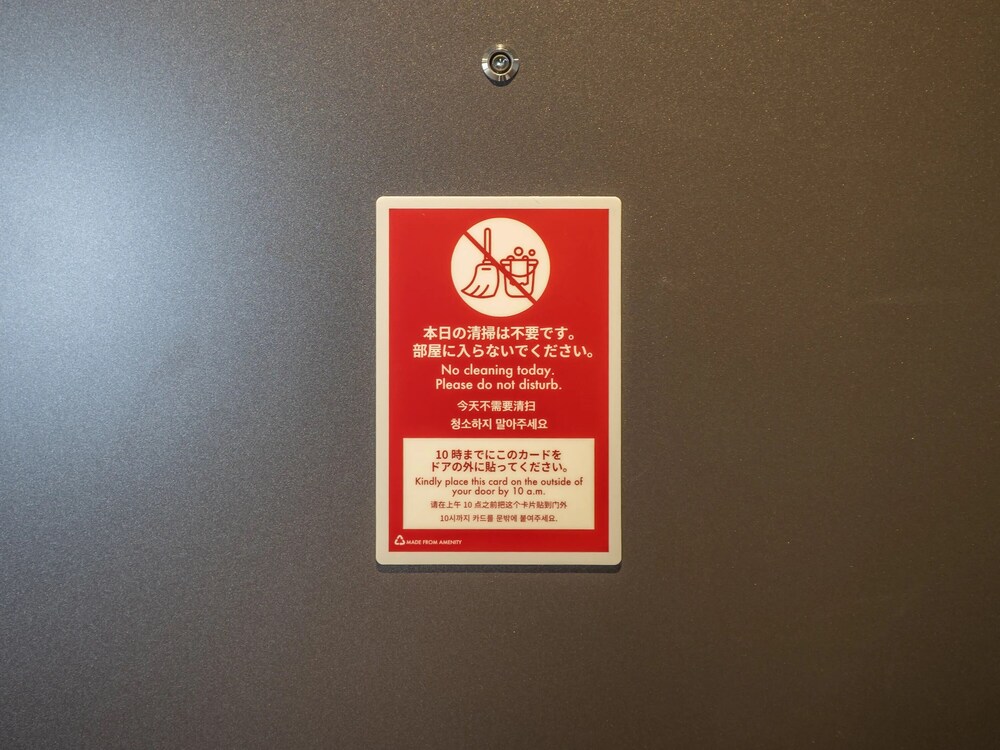 本日の清掃は不要です。
部屋に入らないでください。
No cleaning today.
Please do not disturb.
今天不需要清扫
청소하지 말아주세요
10 時までにこのカードを
ドアの外に貼ってください。
Kindly place this card on the outside of
your door by 10 a.m.
请在上午 10 点之前把这个卡片贴到门外
10시까지 카드를 문밖에 붙여주세요.
MADE FROM AMENITY